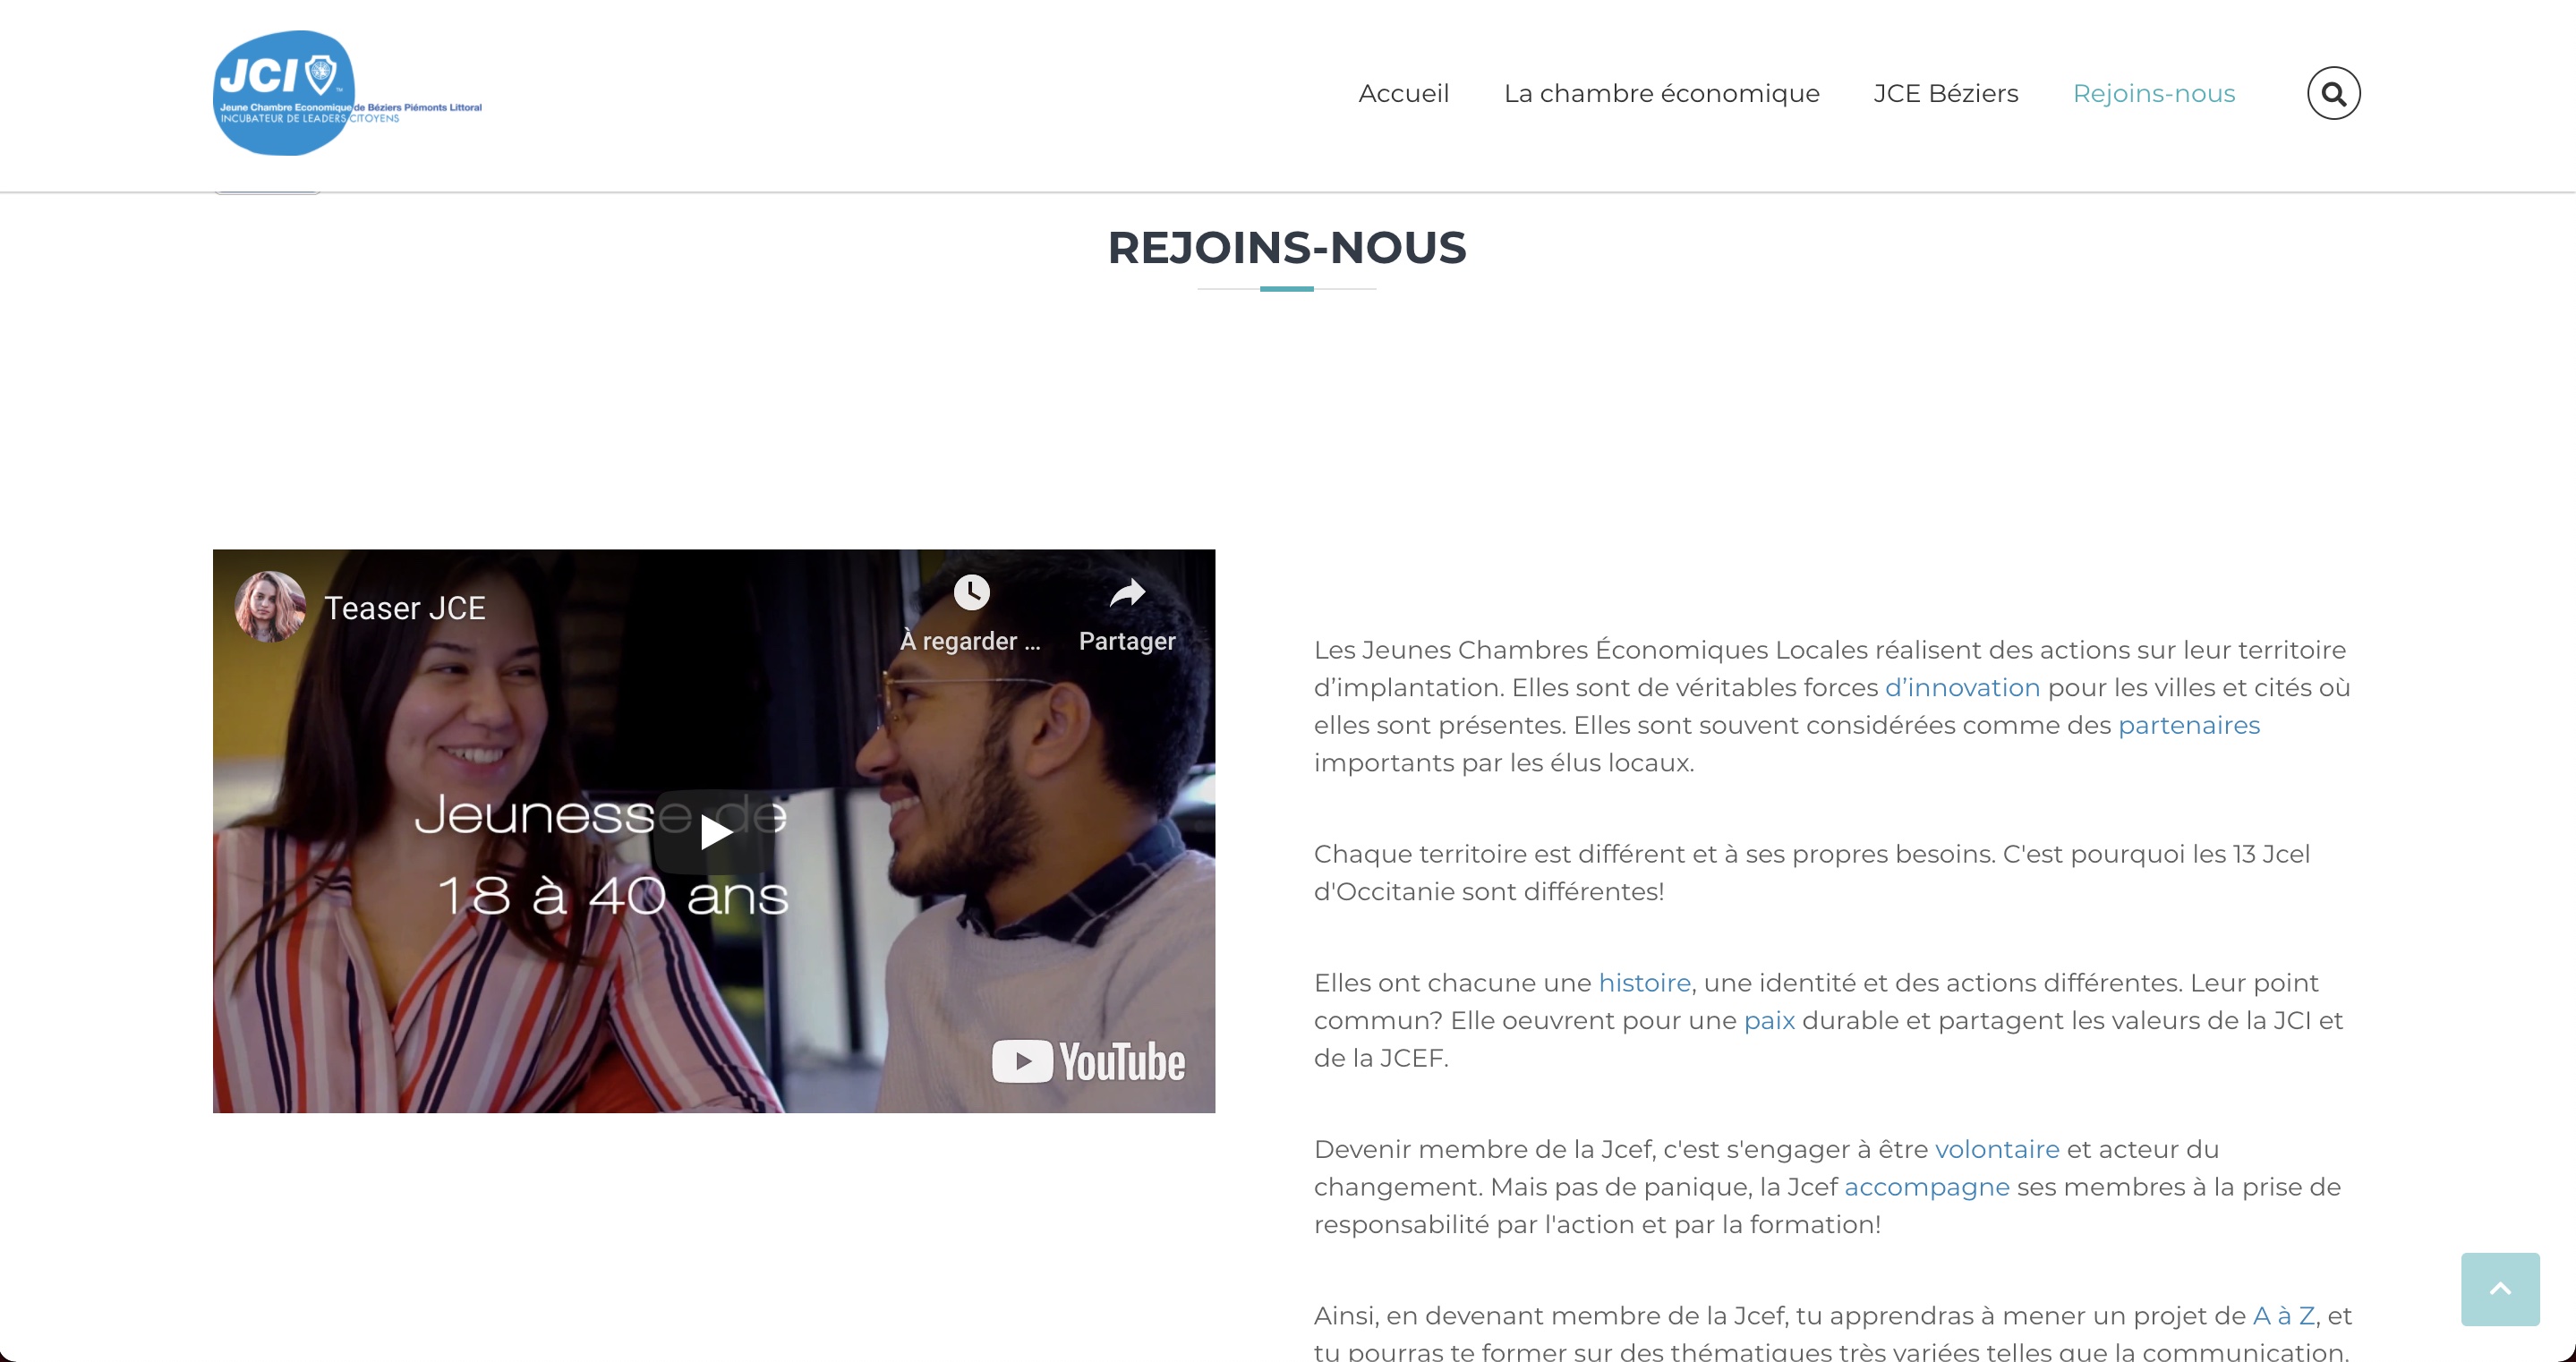 JCI
Jeune Chambre Economique de Béziers Piémonts Littoral
INCUBATEUR DE LEADERS CITOYENS
Accueil
La chambre économique
JCE Béziers
Rejoins-nous
REJOINS-NOUS
Teaser JCE
À regarder ...
Partager
Jeunesse de
18 à 40 ans
YouTube
Les Jeunes Chambres Économiques Locales réalisent des actions sur leur territoire
d’implantation. Elles sont de véritables forces d’innovation pour les villes et cités où
elles sont présentes. Elles sont souvent considérées comme des partenaires
importants par les élus locaux.
Chaque territoire est différent et à ses propres besoins. C'est pourquoi les 13 Jcel
d'Occitanie sont différentes!
Elles ont chacune une histoire, une identité et des actions différentes. Leur point
commun? Elle oeuvrent pour une paix durable et partagent les valeurs de la JCI et
de la JCEF.
Devenir membre de la Jcef, c'est s'engager à être volontaire et acteur du
changement. Mais pas de panique, la Jcef accompagne ses membres à la prise de
responsabilité par l'action et par la formation!
Ainsi, en devenant membre de la Jcef, tu apprendras à mener un projet de A à Z, et
tu pourras te former sur des thématiques très variées telles que la communication,